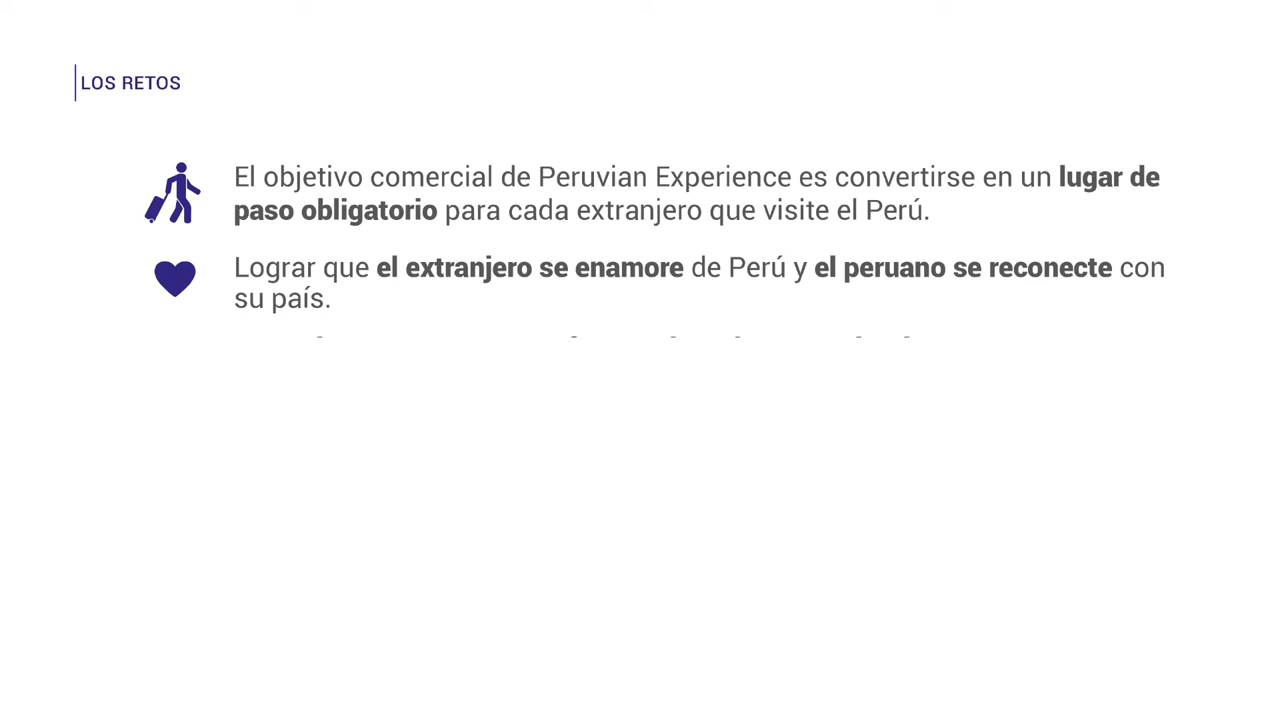 LOS RETOS
El objetivo comercial de Peruvian Experience es convertirse en un lugar de
paso obligatorio para cada extranjero que visite el Perú.
Lograr que el extranjero se enamore de Perú y el peruano se reconecte con
su país.